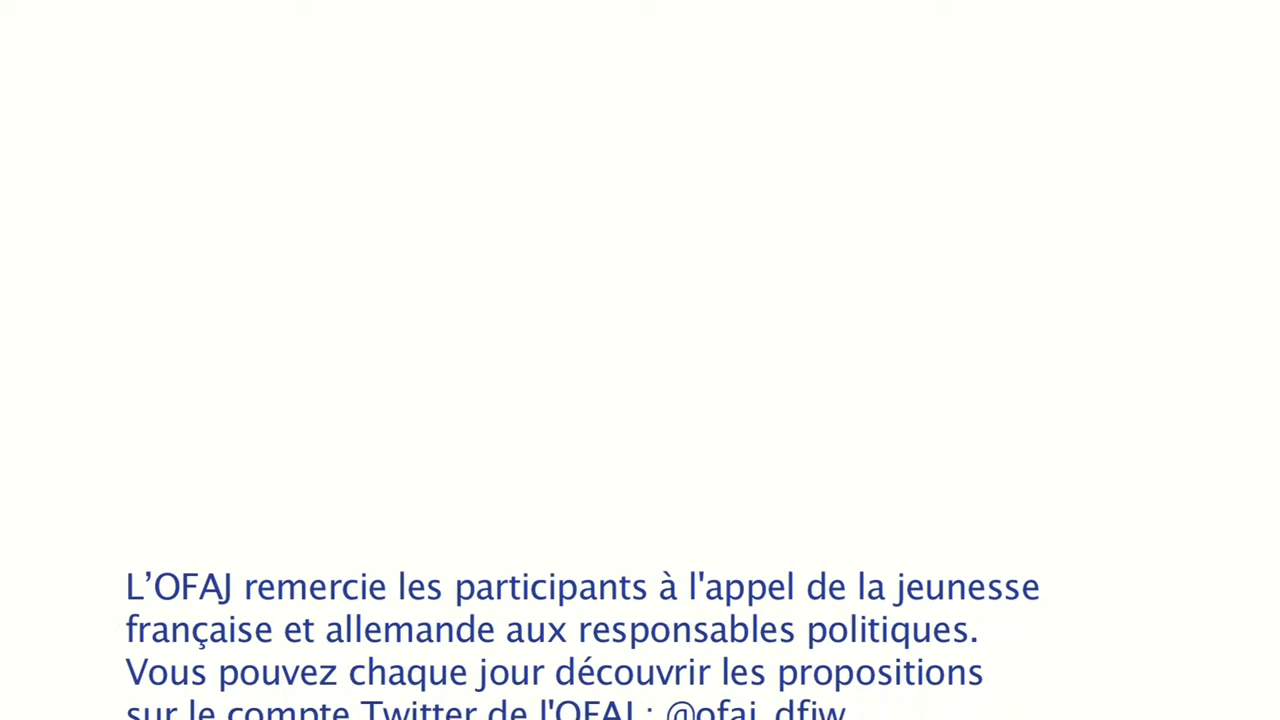 L’OFAJ remercie les participants à l'appel de la jeunesse
française et allemande aux responsables politiques.
Vous pouvez chaque jour découvrir les propositions
sur le compte Twitter de l'OFAJ : @ofaj_dfjw